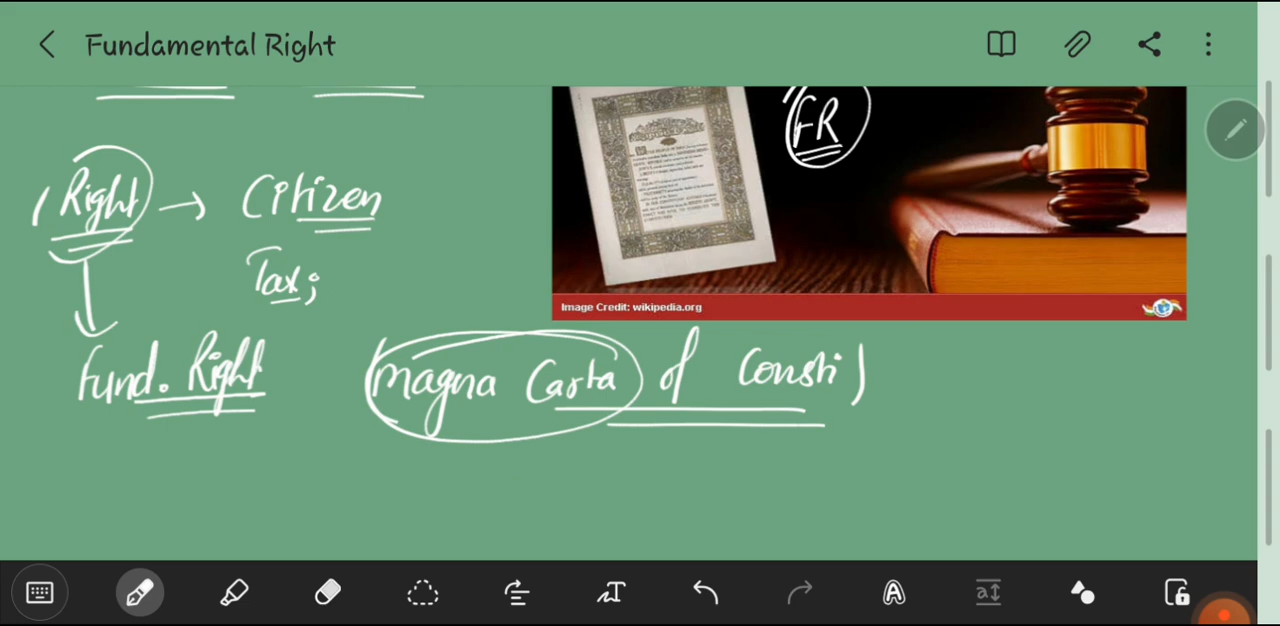 Fundamental Right
FR
(Right → Citizen
Tax;
Image Credit: wikipedia.org
Fund. Right (magna Carta of Consti)